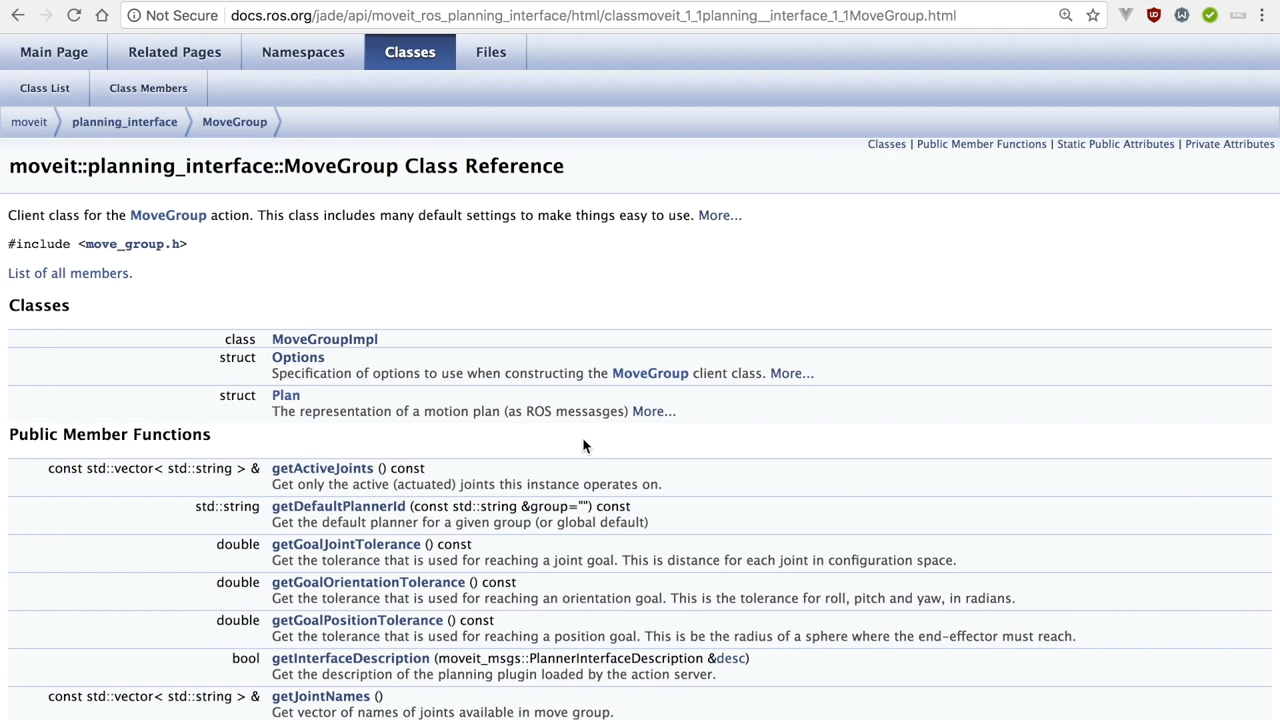 Not Secure docs.ros.org/jade/api/moveit_ros_planning_interface/html/classmoveit_1_1planning__interface_1_1MoveGroup.html
Main Page Related Pages Namespaces Classes Files
Class List Class Members
moveit planning_interface MoveGroup
Classes | Public Member Functions | Static Public Attributes | Private Attributes
moveit::planning_interface::MoveGroup Class Reference
Client class for the MoveGroup action. This class includes many default settings to make things easy to use. More...
#include <move_group.h>
List of all members.
Classes
class MoveGroupImpl
struct Options
Specification of options to use when constructing the MoveGroup client class. More...
struct Plan
The representation of a motion plan (as ROS messasges) More...
Public Member Functions
const std::vector< std::string > & getActiveJoints () const
Get only the active (actuated) joints this instance operates on.
std::string getDefaultPlannerId (const std::string &group="") const
Get the default planner for a given group (or global default)
double getGoalJointTolerance () const
Get the tolerance that is used for reaching a joint goal. This is distance for each joint in configuration space.
double getGoalOrientationTolerance () const
Get the tolerance that is used for reaching an orientation goal. This is the tolerance for roll, pitch and yaw, in radians.
double getGoalPositionTolerance () const
Get the tolerance that is used for reaching a position goal. This is be the radius of a sphere where the end-effector must reach.
bool getInterfaceDescription (moveit_msgs::PlannerInterfaceDescription &desc)
Get the description of the planning plugin loaded by the action server.
const std::vector< std::string > & getJointNames ()
Get vector of names of joints available in move group.